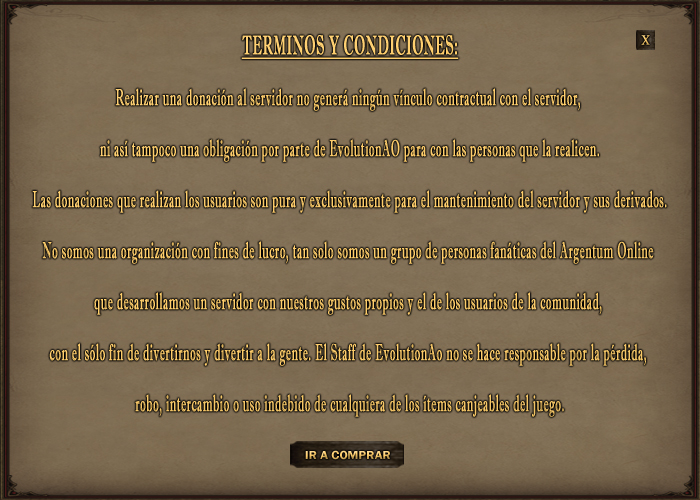 TERMINOS Y CONDICIONES:
X
Realizar una donación al servidor no generá ningún vínculo contractual con el servidor,
ni así tampoco una obligación por parte de EvolutionAO para con las personas que la realicen.
Las donaciones que realizan los usuarios son pura y exclusivamente para el mantenimiento del servidor y sus derivados.
No somos una organización con fines de lucro, tan solo somos un grupo de personas fanáticas del Argentum Online
que desarrollamos un servidor con nuestros gustos propios y el de los usuarios de la comunidad,
con el sólo fin de divertirnos y divertir a la gente. El Staff de EvolutionAo no se hace responsable por la pérdida,
robo, intercambio o uso indebido de cualquiera de los ítems canjeables del juego.
IR A COMPRAR